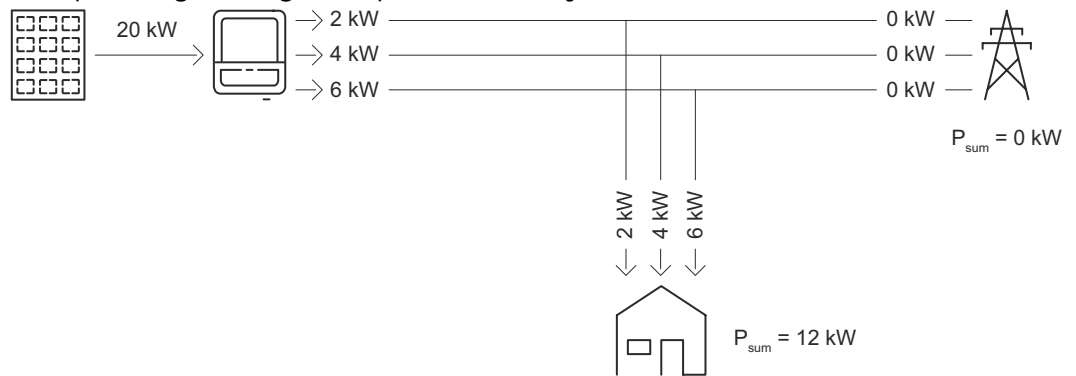 20 kW
2 kW 0 kW
4 kW 0 kW
6 kW 0 kW
P_sum = 0 kW
2 kW
4 kW
6 kW
P_sum = 12 kW